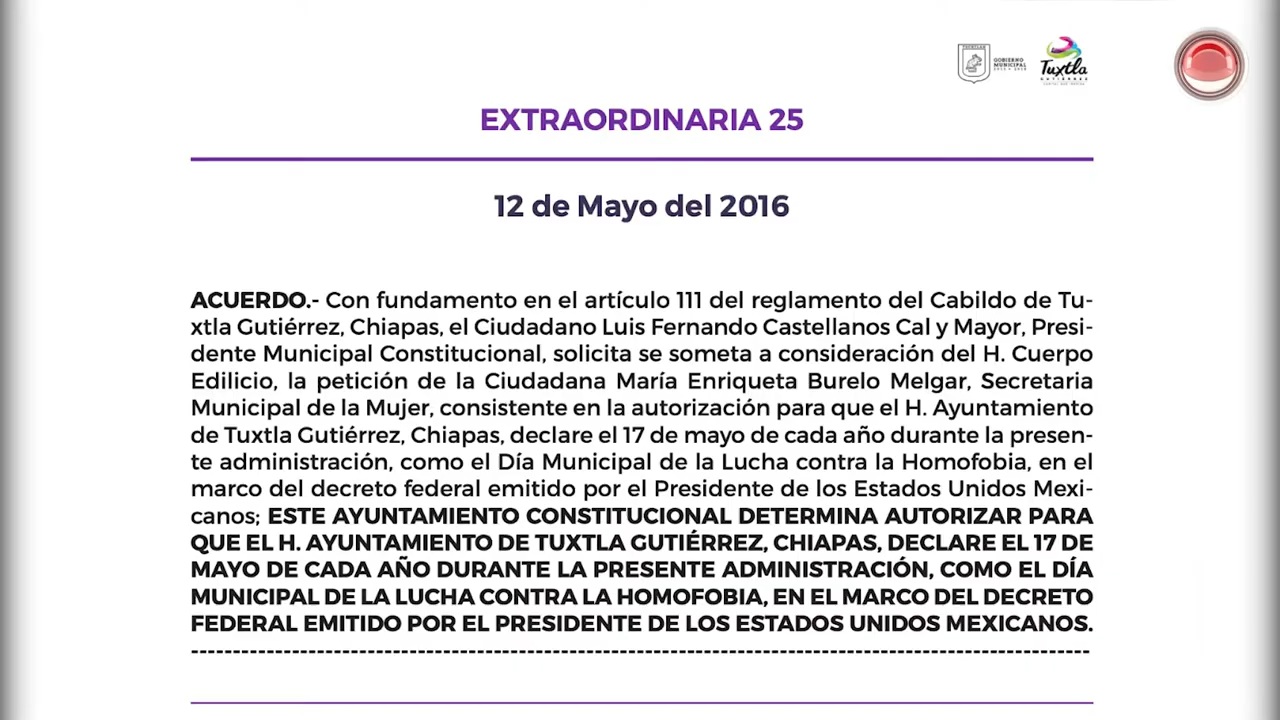 GOBIERNO
MUNICIPAL
Tuxtla
GUTIÉRREZ
EXTRAORDINARIA 25
12 de Mayo del 2016
ACUERDO.- Con fundamento en el artículo 111 del reglamento del Cabildo de Tu-
xtla Gutiérrez, Chiapas, el Ciudadano Luis Fernando Castellanos Cal y Mayor, Presi-
dente Municipal Constitucional, solicita se someta a consideración del H. Cuerpo
Edilicio, la petición de la Ciudadana María Enriqueta Burelo Melgar, Secretaria
Municipal de la Mujer, consistente en la autorización para que el H. Ayuntamiento
de Tuxtla Gutiérrez, Chiapas, declare el 17 de mayo de cada año durante la presen-
te administración, como el Día Municipal de la Lucha contra la Homofobia, en el
marco del decreto federal emitido por el Presidente de los Estados Unidos Mexi-
canos; ESTE AYUNTAMIENTO CONSTITUCIONAL DETERMINA AUTORIZAR PARA
QUE EL H. AYUNTAMIENTO DE TUXTLA GUTIÉRREZ, CHIAPAS, DECLARE EL 17 DE
MAYO DE CADA AÑO DURANTE LA PRESENTE ADMINISTRACIÓN, COMO EL DÍA
MUNICIPAL DE LA LUCHA CONTRA LA HOMOFOBIA, EN EL MARCO DEL DECRETO
FEDERAL EMITIDO POR EL PRESIDENTE DE LOS ESTADOS UNIDOS MEXICANOS.